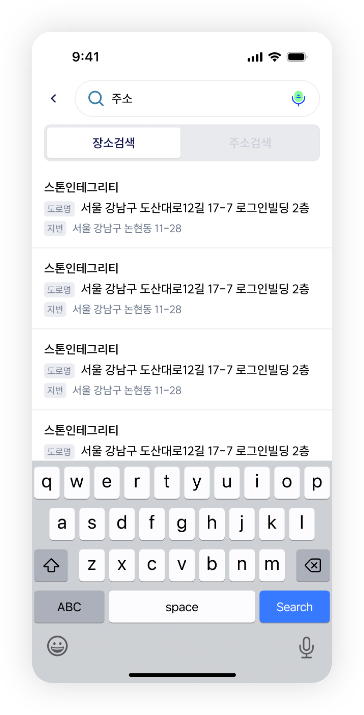 9:41
주소
장소검색 주소검색
스톤인테그리티
도로명 서울 강남구 도산대로12길 17-7 로그인빌딩 2층
지번 서울 강남구 논현동 11-28
스톤인테그리티
도로명 서울 강남구 도산대로12길 17-7 로그인빌딩 2층
지번 서울 강남구 논현동 11-28
스톤인테그리티
도로명 서울 강남구 도산대로12길 17-7 로그인빌딩 2층
지번 서울 강남구 논현동 11-28
스톤인테그리티
도로명 서울 강남구 도산대로12길 17-7 로그인빌딩 2층
q w e r t y u i o p
a s d f g h j k l
z x c v b n m
ABC space Search